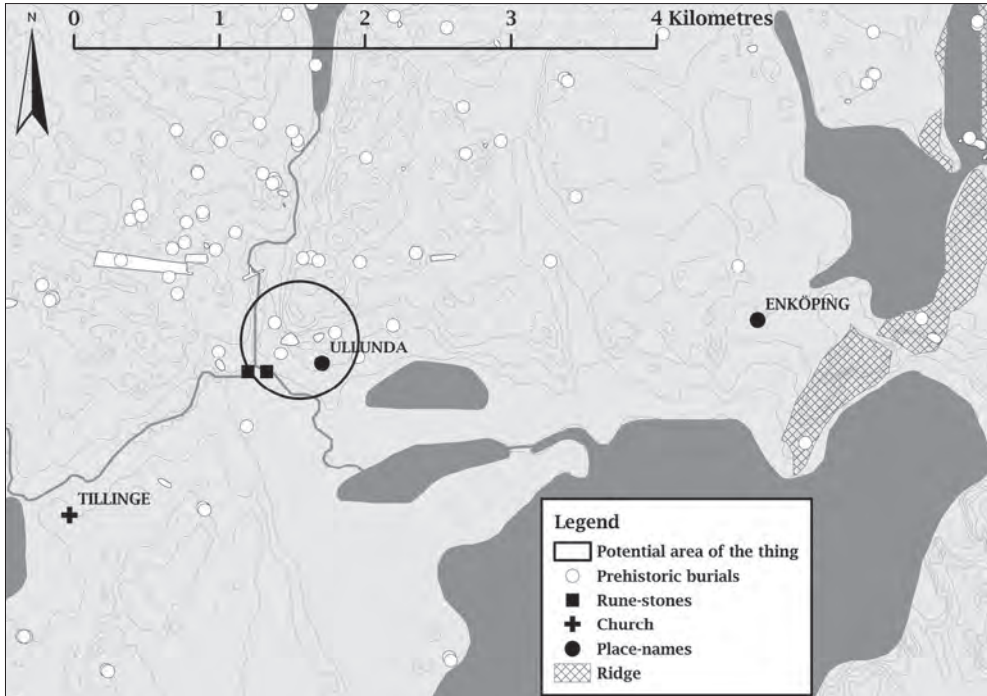 N
0 1 2 3 4 Kilometres
ENKÖPING
ULLUNDA
TILLINGE
Legend
Potential area of the thing
Prehistoric burials
Rune-stones
Church
Place-names
Ridge